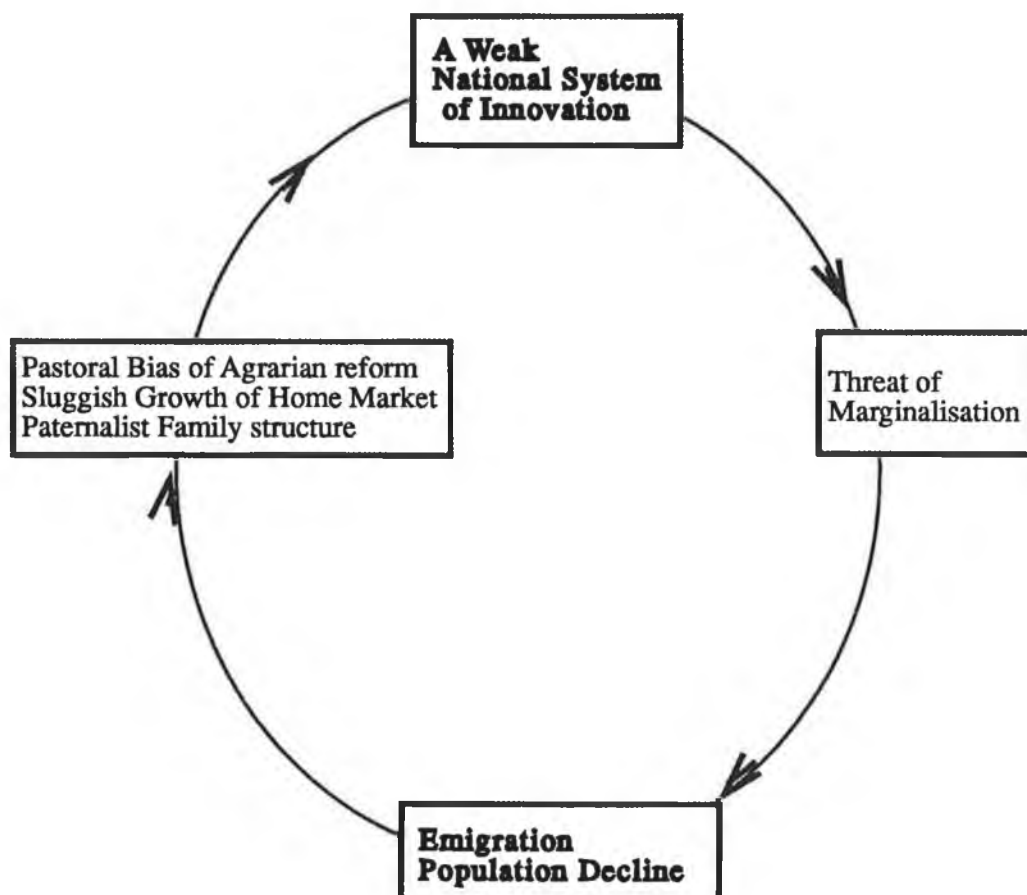 A Weak
National System
of Innovation
Pastoral Bias of Agrarian reform
Sluggish Growth of Home Market
Paternalist Family structure
Threat of
Marginalisation
Emigration
Population Decline